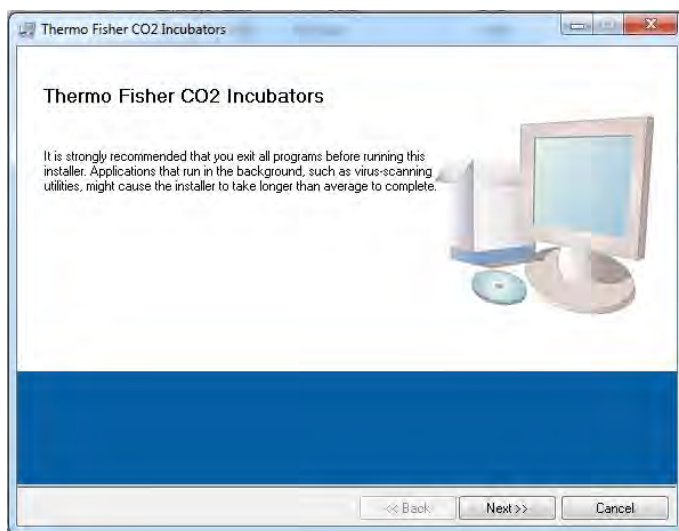 Thermo Fisher CO2 Incubators
Thermo Fisher CO2 Incubators
It is strongly recommended that you exit all programs before running this
installer. Applications that run in the background, such as virus-scanning
utilities, might cause the installer to take longer than average to complete.
<< Back
Next >>
Cancel